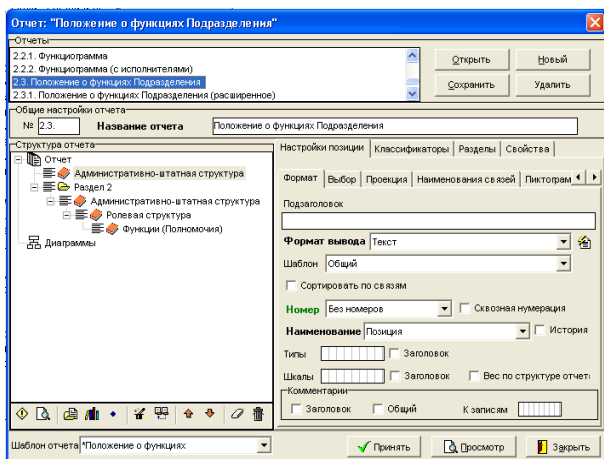 Отчет: "Положение о функциях Подразделения"
Отчеты
2.2.1. Функциограмма
2.2.2. Функциограмма (с исполнителями)
2.3. Положение о функциях Подразделения
2.3.1. Положение о функциях Подразделения (расширенное)
Открыть
Новый
Сохранить
Удалить
Общие настройки отчета
№ 2.3. Название отчета Положение о функциях Подразделения
Структура отчета
Отчет
Административно-штатная структура
Раздел 2
Административно-штатная структура
Ролевая структура
Функции (Полномочия)
Диаграммы
Настройки позиции Классификаторы Разделы Свойства
Формат Выбор Проекция Наименования связей Пиктограм
Подзаголовок
Формат вывода Текст
Шаблон Общий
Сортировать по связям
Номер Без номеров Сквозная нумерация
Наименование Позиция История
Типы Заголовок
Шкалы Заголовок Вес по структуре отчет
Комментарии
Заголовок Общий К записям
Шаблон отчета *Положение о функциях
Принять
Просмотр
Закрыть